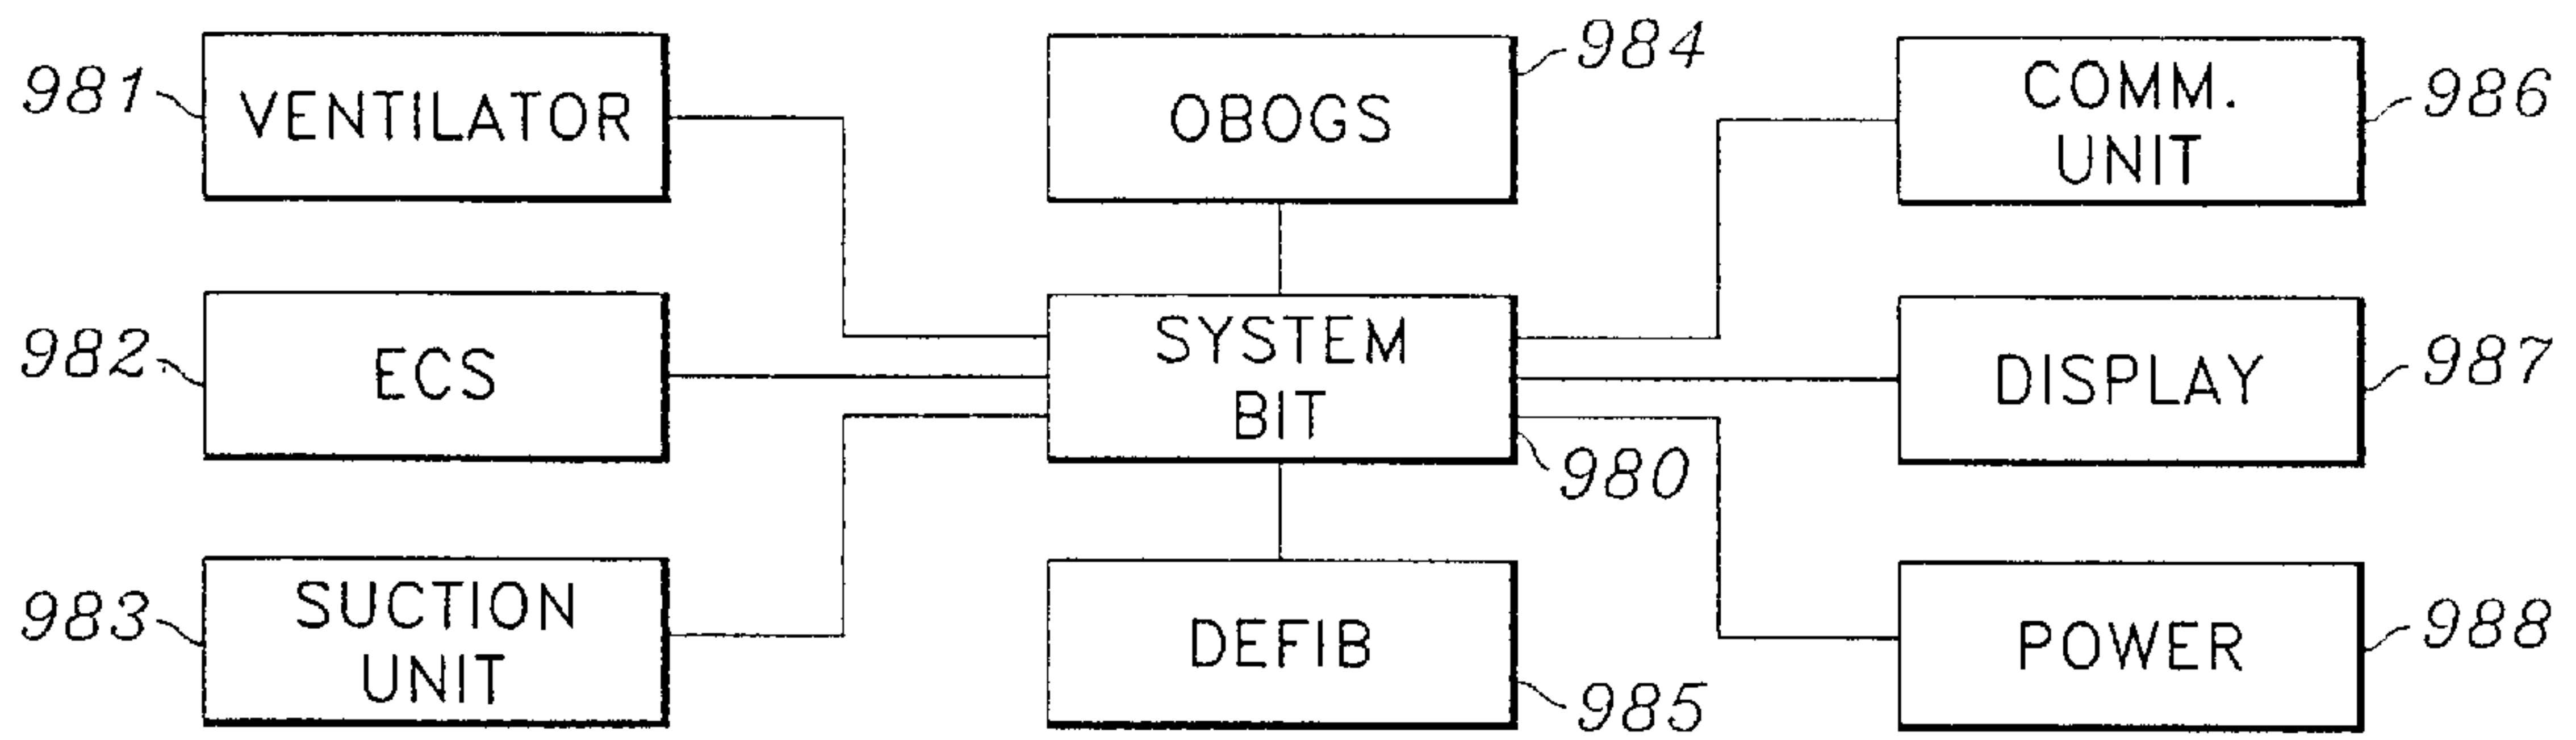 981
VENTILATOR
OBOGS
984
COMM.
UNIT
986
982
ECS
SYSTEM
BIT
980
DISPLAY
987
983
SUCTION
UNIT
DEFIB
985
POWER
988